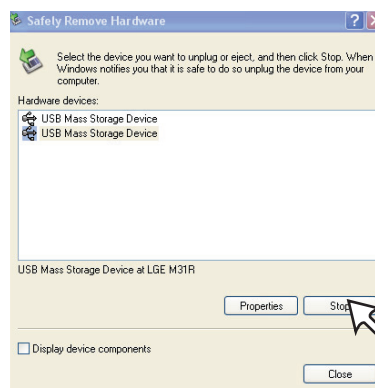 Safely Remove Hardware
Select the device you want to unplug or eject, and then click Stop. When
Windows notifies you that it is safe to do so unplug the device from your
computer.
Hardware devices:
USB Mass Storage Device
USB Mass Storage Device
USB Mass Storage Device at LGE M31R
Properties
Stop
Display device components
Close